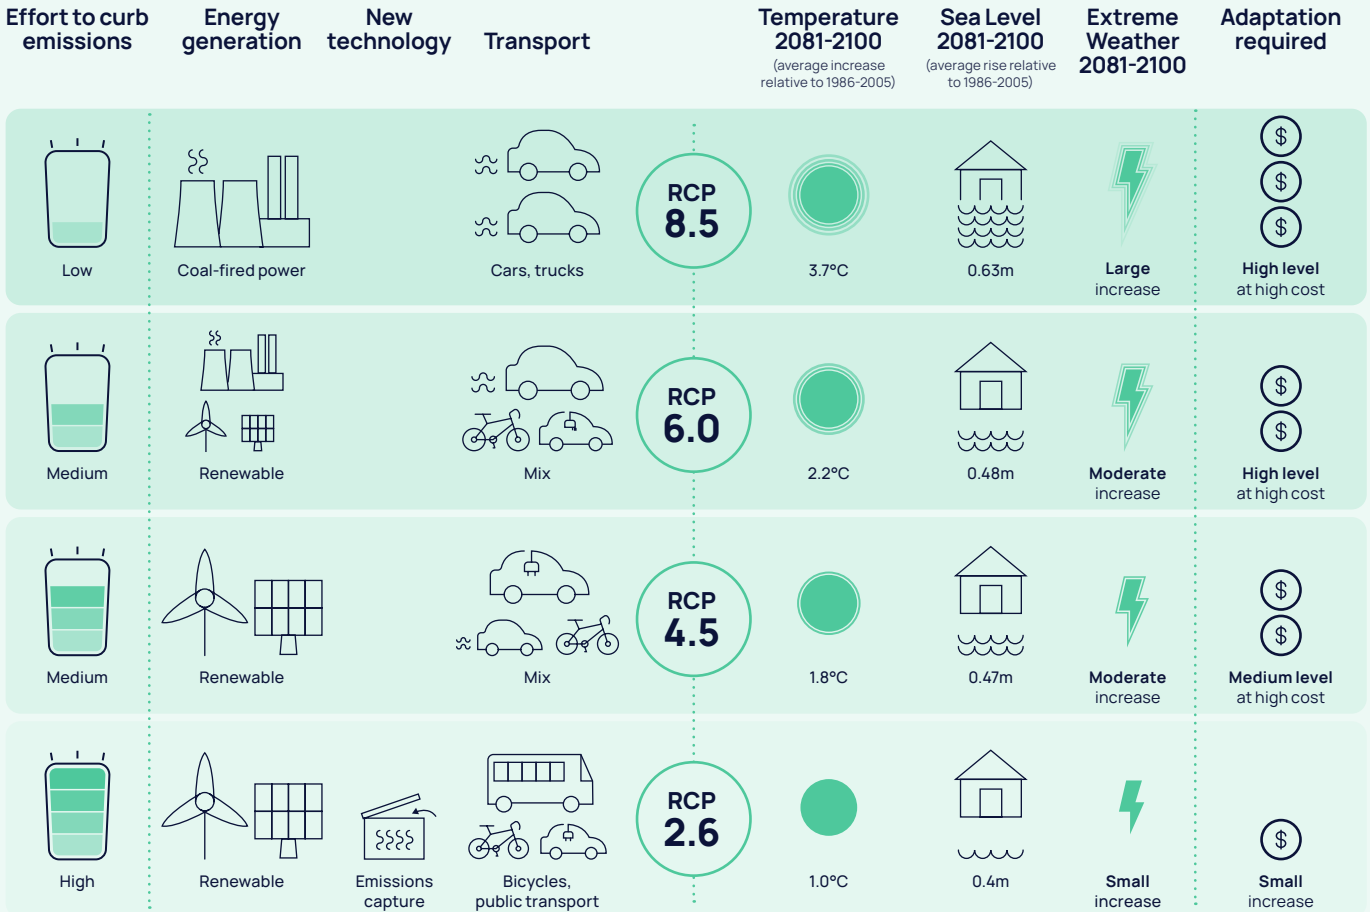 Effort to curb
emissions
Energy
generation
New
technology
Transport
Temperature
2081-2100
(average increase
relative to 1986-2005)
Sea Level
2081-2100
(average rise relative
to 1986-2005)
Extreme
Weather
2081-2100
Adaptation
required
Low
Coal-fired power
Cars, trucks
RCP
8.5
3.7°C
0.63m
Large
increase
$
$
$
High level
at high cost
Medium
Renewable
Mix
RCP
6.0
2.2°C
0.48m
Moderate
increase
$
$
High level
at high cost
Medium
Renewable
Mix
RCP
4.5
1.8°C
0.47m
Moderate
increase
$
$
Medium level
at high cost
High
Renewable
Emissions
capture
Bicycles,
public transport
RCP
2.6
1.0°C
0.4m
Small
increase
$
Small
increase